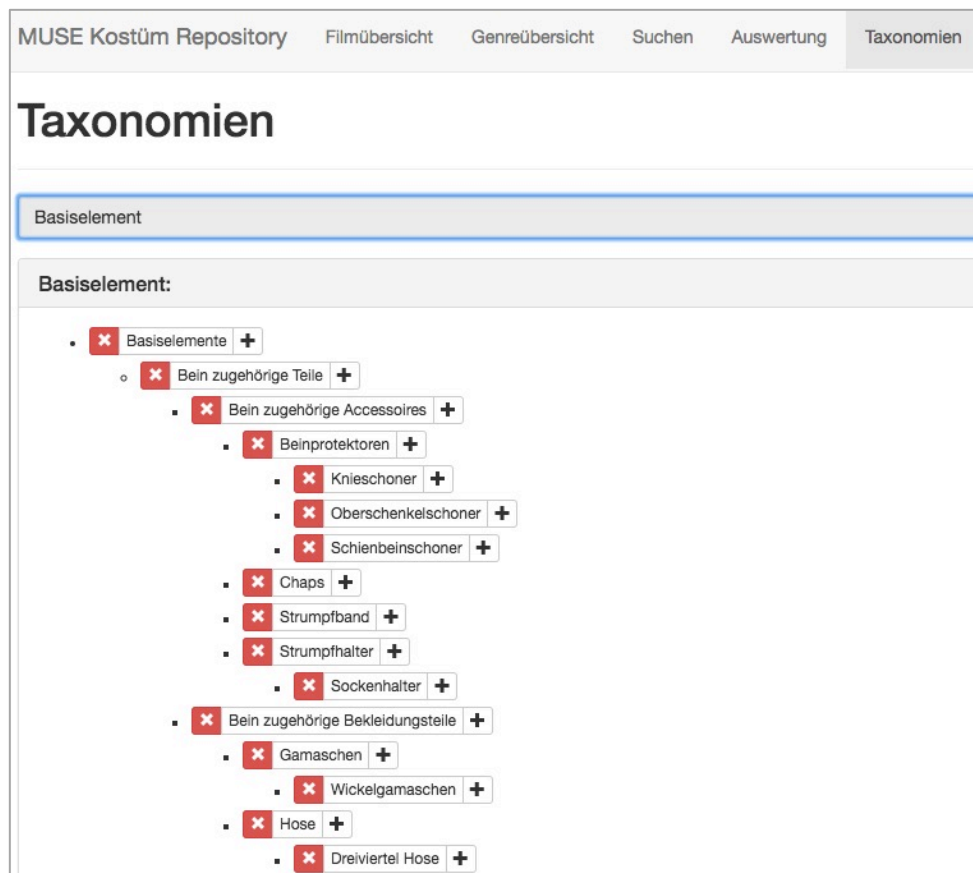 MUSE Kostüm Repository Filmübersicht Genreübersicht Suchen Auswertung Taxonomien
Taxonomien
Basiselement
Basiselement:
Basiselemente
Bein zugehörige Teile
Bein zugehörige Accessoires
Beinprotektoren
Knieschoner
Oberschenkelschoner
Schienbeinschoner
Chaps
Strumpfband
Strumpfhalter
Sockenhalter
Bein zugehörige Bekleidungsteile
Gamaschen
Wickelgamaschen
Hose
Dreiviertel Hose